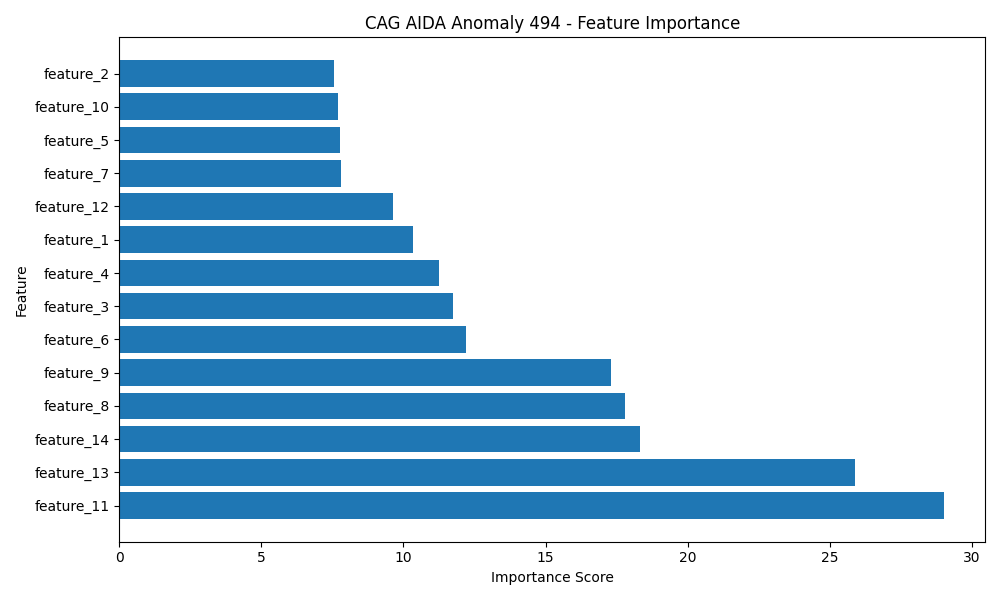 CAG AIDA Anomaly 494 - Feature Importance
Feature
feature_2
feature_10
feature_5
feature_7
feature_12
feature_1
feature_4
feature_3
feature_6
feature_9
feature_8
feature_14
feature_13
feature_11
0 5 10 15 20 25 30
Importance Score